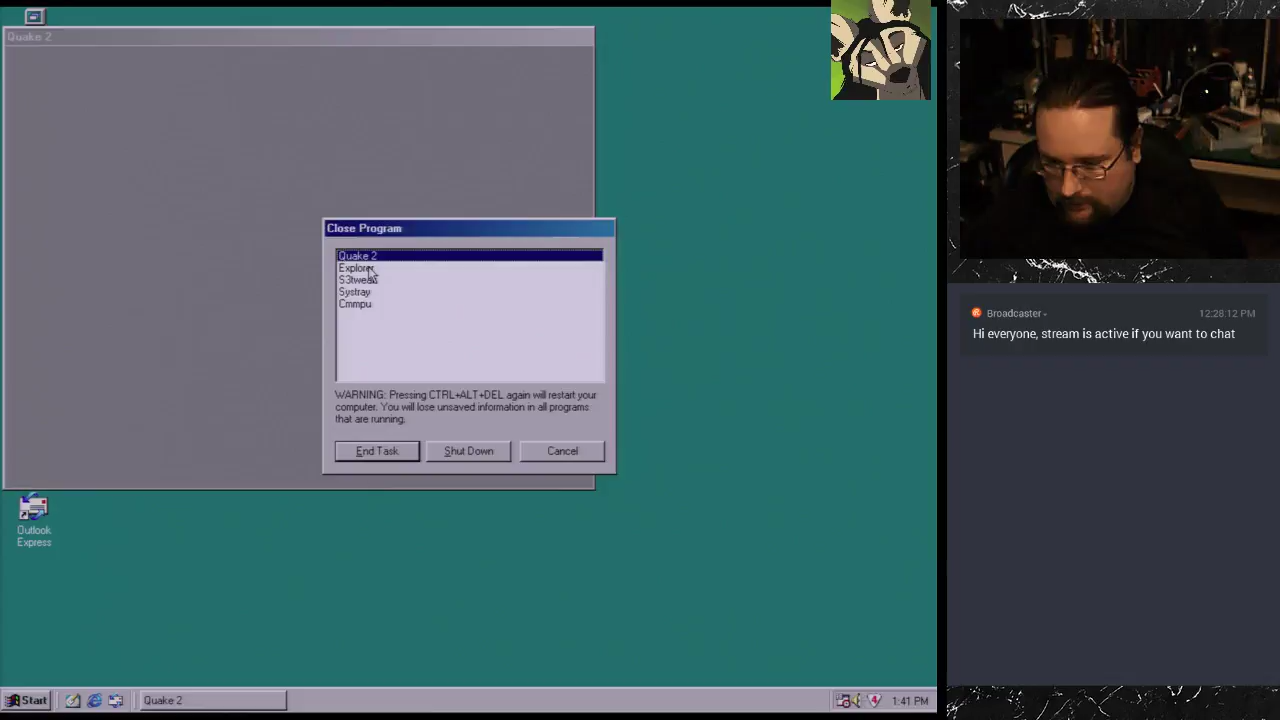 Quake 2
Close Program
Quake 2
Explorer
S3tweak
Systray
Cmmpu
WARNING: Pressing CTRL+ALT+DEL again will restart your
computer. You will lose unsaved information in all programs
that are running.
End Task
Shut Down
Cancel
Outlook
Express
Start
Quake 2
1:41 PM
Broadcaster
12:28:12 PM
Hi everyone, stream is active if you want to chat